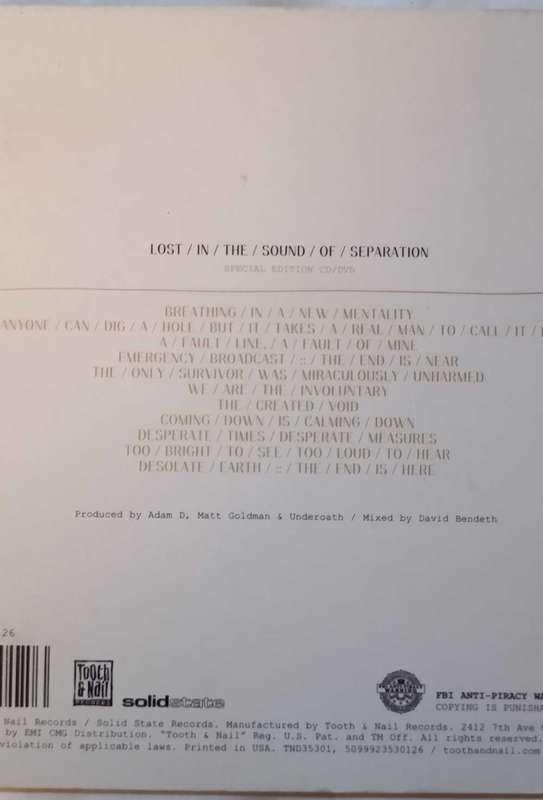 LOST / IN / THE / SOUND / OF / SEPARATION
SPECIAL EDITION CD/DVD
BREATHING / IN / A / NEW / MENTALITY
ANYONE / CAN / DIG / A / HOLE / BUT / IT / TAKES / A / REAL / MAN / TO / CALL / IT /
A / FAULT / LINE, / A / FAULT / OF / MINE
EMERGENCY / BROADCAST / :: / THE / END / IS / NEAR
THE / ONLY / SURVIVOR / WAS / MIRACULOUSLY / UNHARMED
WE / ARE / THE / INVOLUNTARY
THE / CREATED / VOID
COMING / DOWN / IS / CALMING / DOWN
DESPERATE / TIMES / DESPERATE / MEASURES
TOO / BRIGHT / TO / SEE / TOO / LOUD / TO / HEAR
DESOLATE / EARTH / :: / THE / END / IS / HERE
Produced by Adam D, Matt Goldman & Underoath / Mixed by David Bendeth
26
Tooth & Nail RECORDS
solidstate
WARNING
FBI ANTI-PIRACY WA
COPYING IS PUNISHA
Nail Records / Solid State Records. Manufactured by Tooth & Nail Records. 2412 7th Ave
by EMI CMG Distribution. "Tooth & Nail" Reg. U.S. Pat. and TM Off. All rights reserved.
violation of applicable laws. Printed in USA. TND35301, 5099923530126 / toothandnail.com